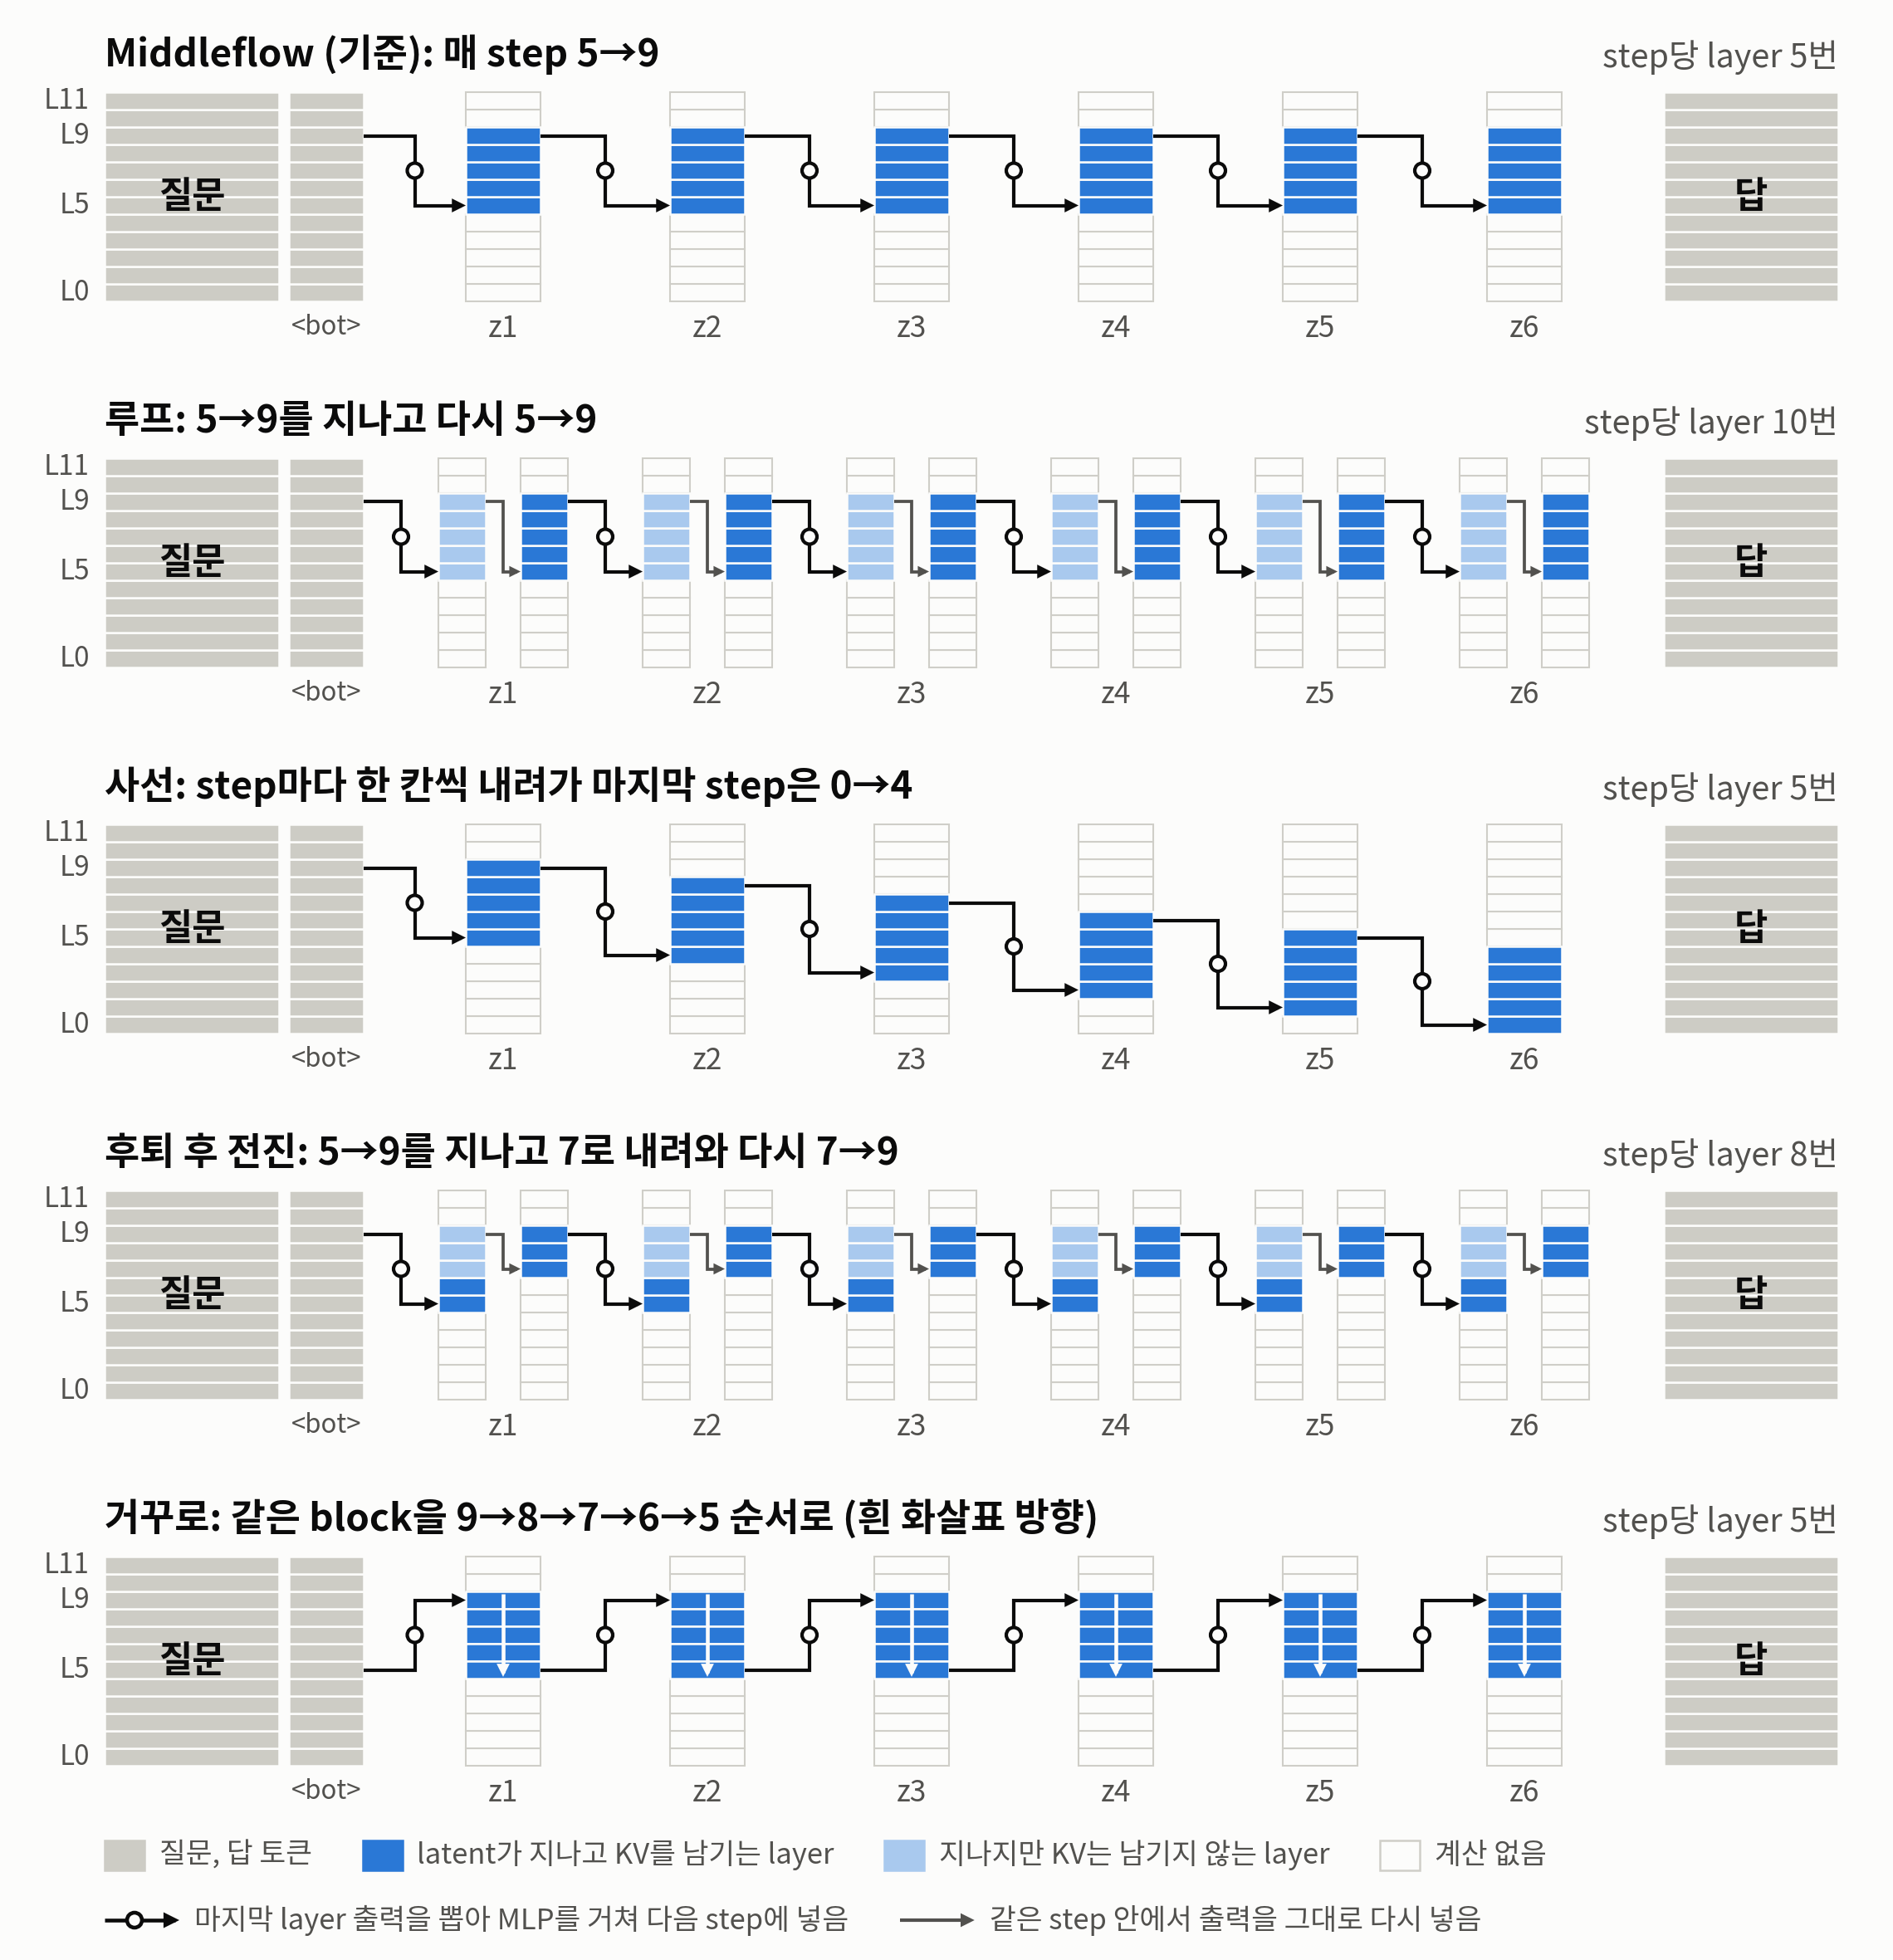 Middleflow (기준): 매 step 5→9
step당 layer 5번
L11
L9
L5
L0
질문
답
<bot> z1 z2 z3 z4 z5 z6
루프: 5→9를 지나고 다시 5→9
step당 layer 10번
L11
L9
L5
L0
질문
답
<bot> z1 z2 z3 z4 z5 z6
사선: step마다 한 칸씩 내려가 마지막 step은 0→4
step당 layer 5번
L11
L9
L5
L0
질문
답
<bot> z1 z2 z3 z4 z5 z6
후퇴 후 전진: 5→9를 지나고 7로 내려와 다시 7→9
step당 layer 8번
L11
L9
L5
L0
질문
답
<bot> z1 z2 z3 z4 z5 z6
거꾸로: 같은 block을 9→8→7→6→5 순서로 (흰 화살표 방향)
step당 layer 5번
L11
L9
L5
L0
질문
답
<bot> z1 z2 z3 z4 z5 z6
질문, 답 토큰
latent가 지나고 KV를 남기는 layer
지나지만 KV는 남기지 않는 layer
계산 없음
마지막 layer 출력을 뽑아 MLP를 거쳐 다음 step에 넣음
같은 step 안에서 출력을 그대로 다시 넣음